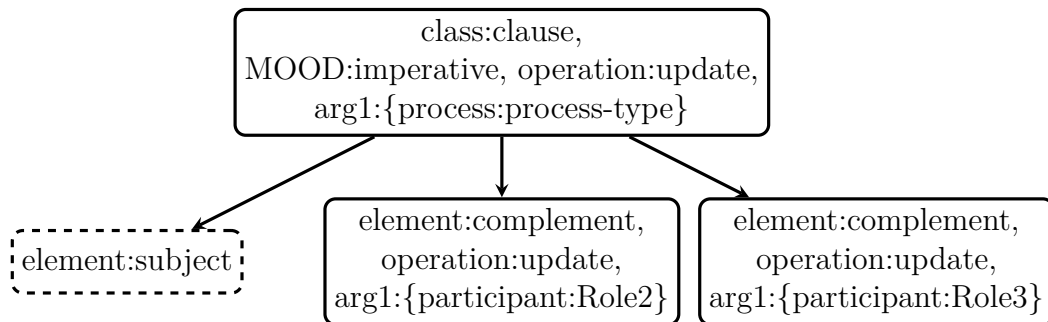 class:clause,
MOOD:imperative, operation:update,
arg1:{process:process-type}
element:subject
element:complement,
operation:update,
arg1:{participant:Role2}
element:complement,
operation:update,
arg1:{participant:Role3}